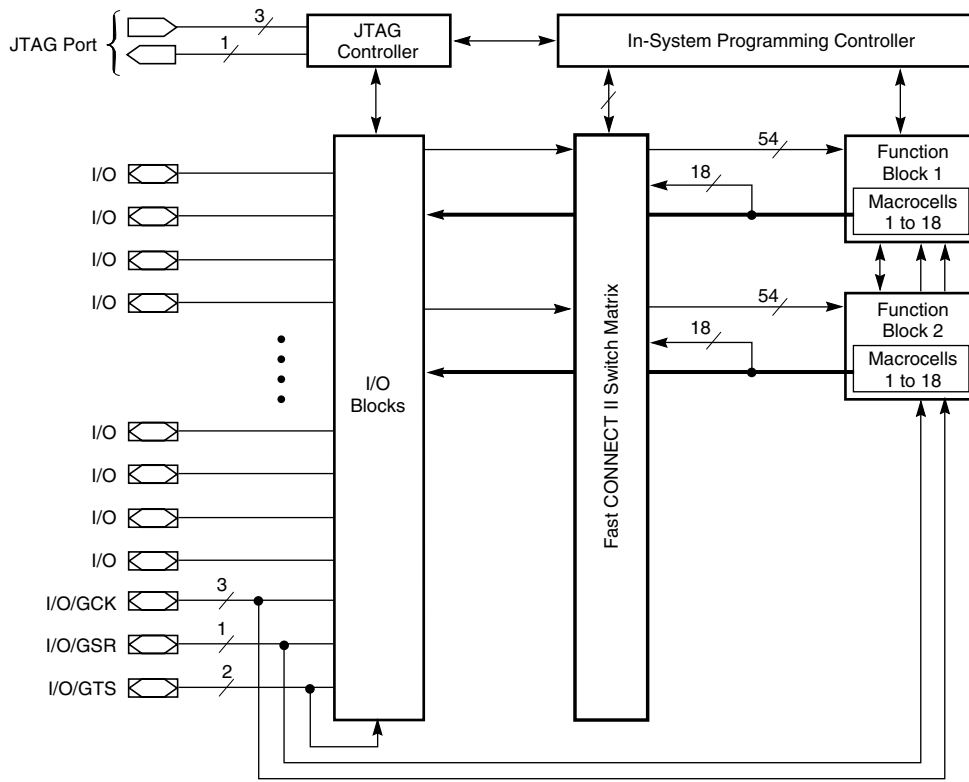 JTAG Port
3
1
JTAG
Controller
In-System Programming Controller
I/O
I/O
I/O
I/O
I/O
I/O
I/O
I/O
I/O/GCK
3
I/O/GSR
1
I/O/GTS
2
I/O
Blocks
Fast CONNECT II Switch Matrix
54
18
Function
Block 1
Macrocells
1 to 18
54
18
Function
Block 2
Macrocells
1 to 18